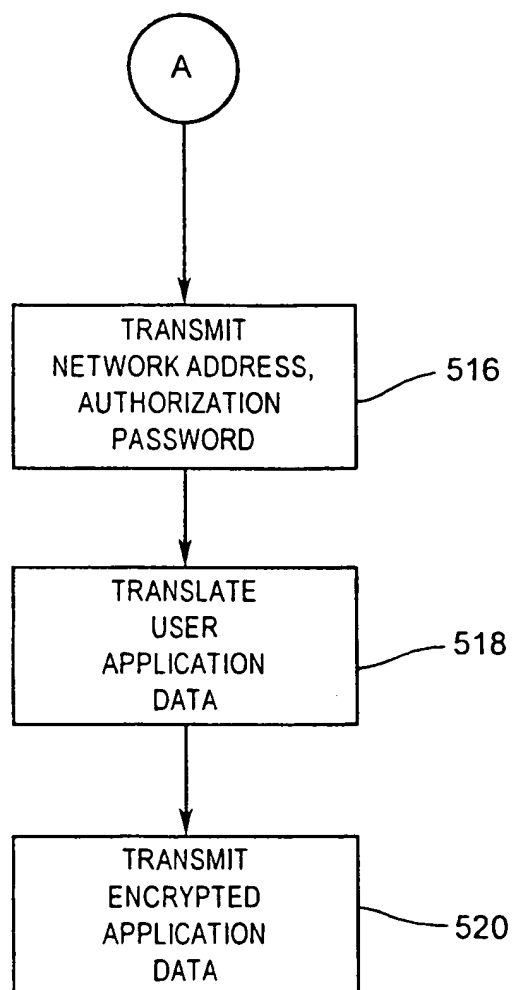 A
TRANSMIT
NETWORK ADDRESS,
AUTHORIZATION
PASSWORD
516
TRANSLATE
USER
APPLICATION
DATA
518
TRANSMIT
ENCRYPTED
APPLICATION
DATA
520